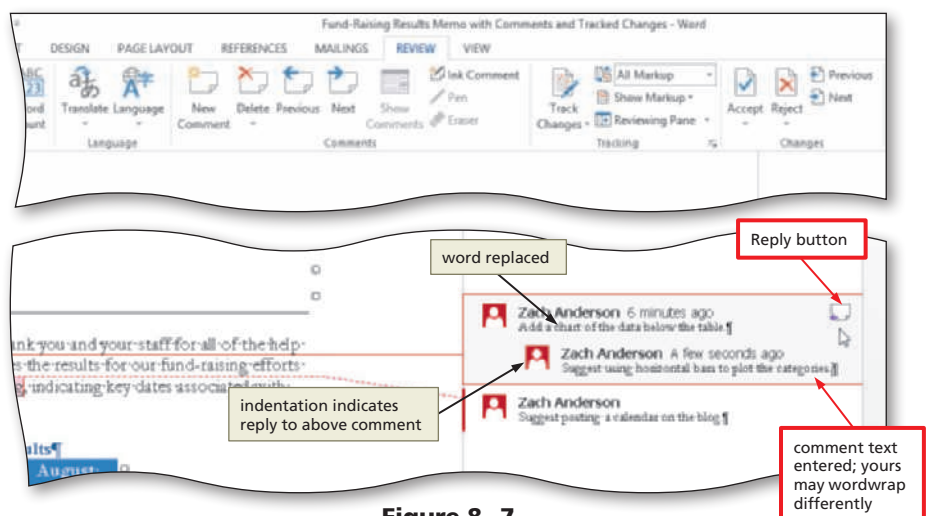 Fund-Raising Results Memo with Comments and Tracked Changes - Word
DESIGN PAGE LAYOUT REFERENCES MAILINGS REVIEW VIEW
ABC
123
Translate Language
Language
New Comment
Delete Previous Next
Show Comments
Ink Comment
Pen
Eraser
Comments
Track Changes
All Markup
Show Markup
Reviewing Pane
Tracking
Accept Reject
Previous
Next
Changes
word replaced
Reply button
Zach Anderson 6 minutes ago
Add a chart of the data below the table.¶
Zach Anderson A few seconds ago
Suggest using horizontal bars to plot the categories.¶
Zach Anderson
Suggest posting a calendar on the blog¶
ank·you·and·your·staff·for·all·of·the·help·
s·the·results·for·our·fund-raising·efforts·
g,·indicating·key·dates·associated·with·
ults¶
August·
indentation indicates
reply to above comment
comment text
entered; yours
may wordwrap
differently